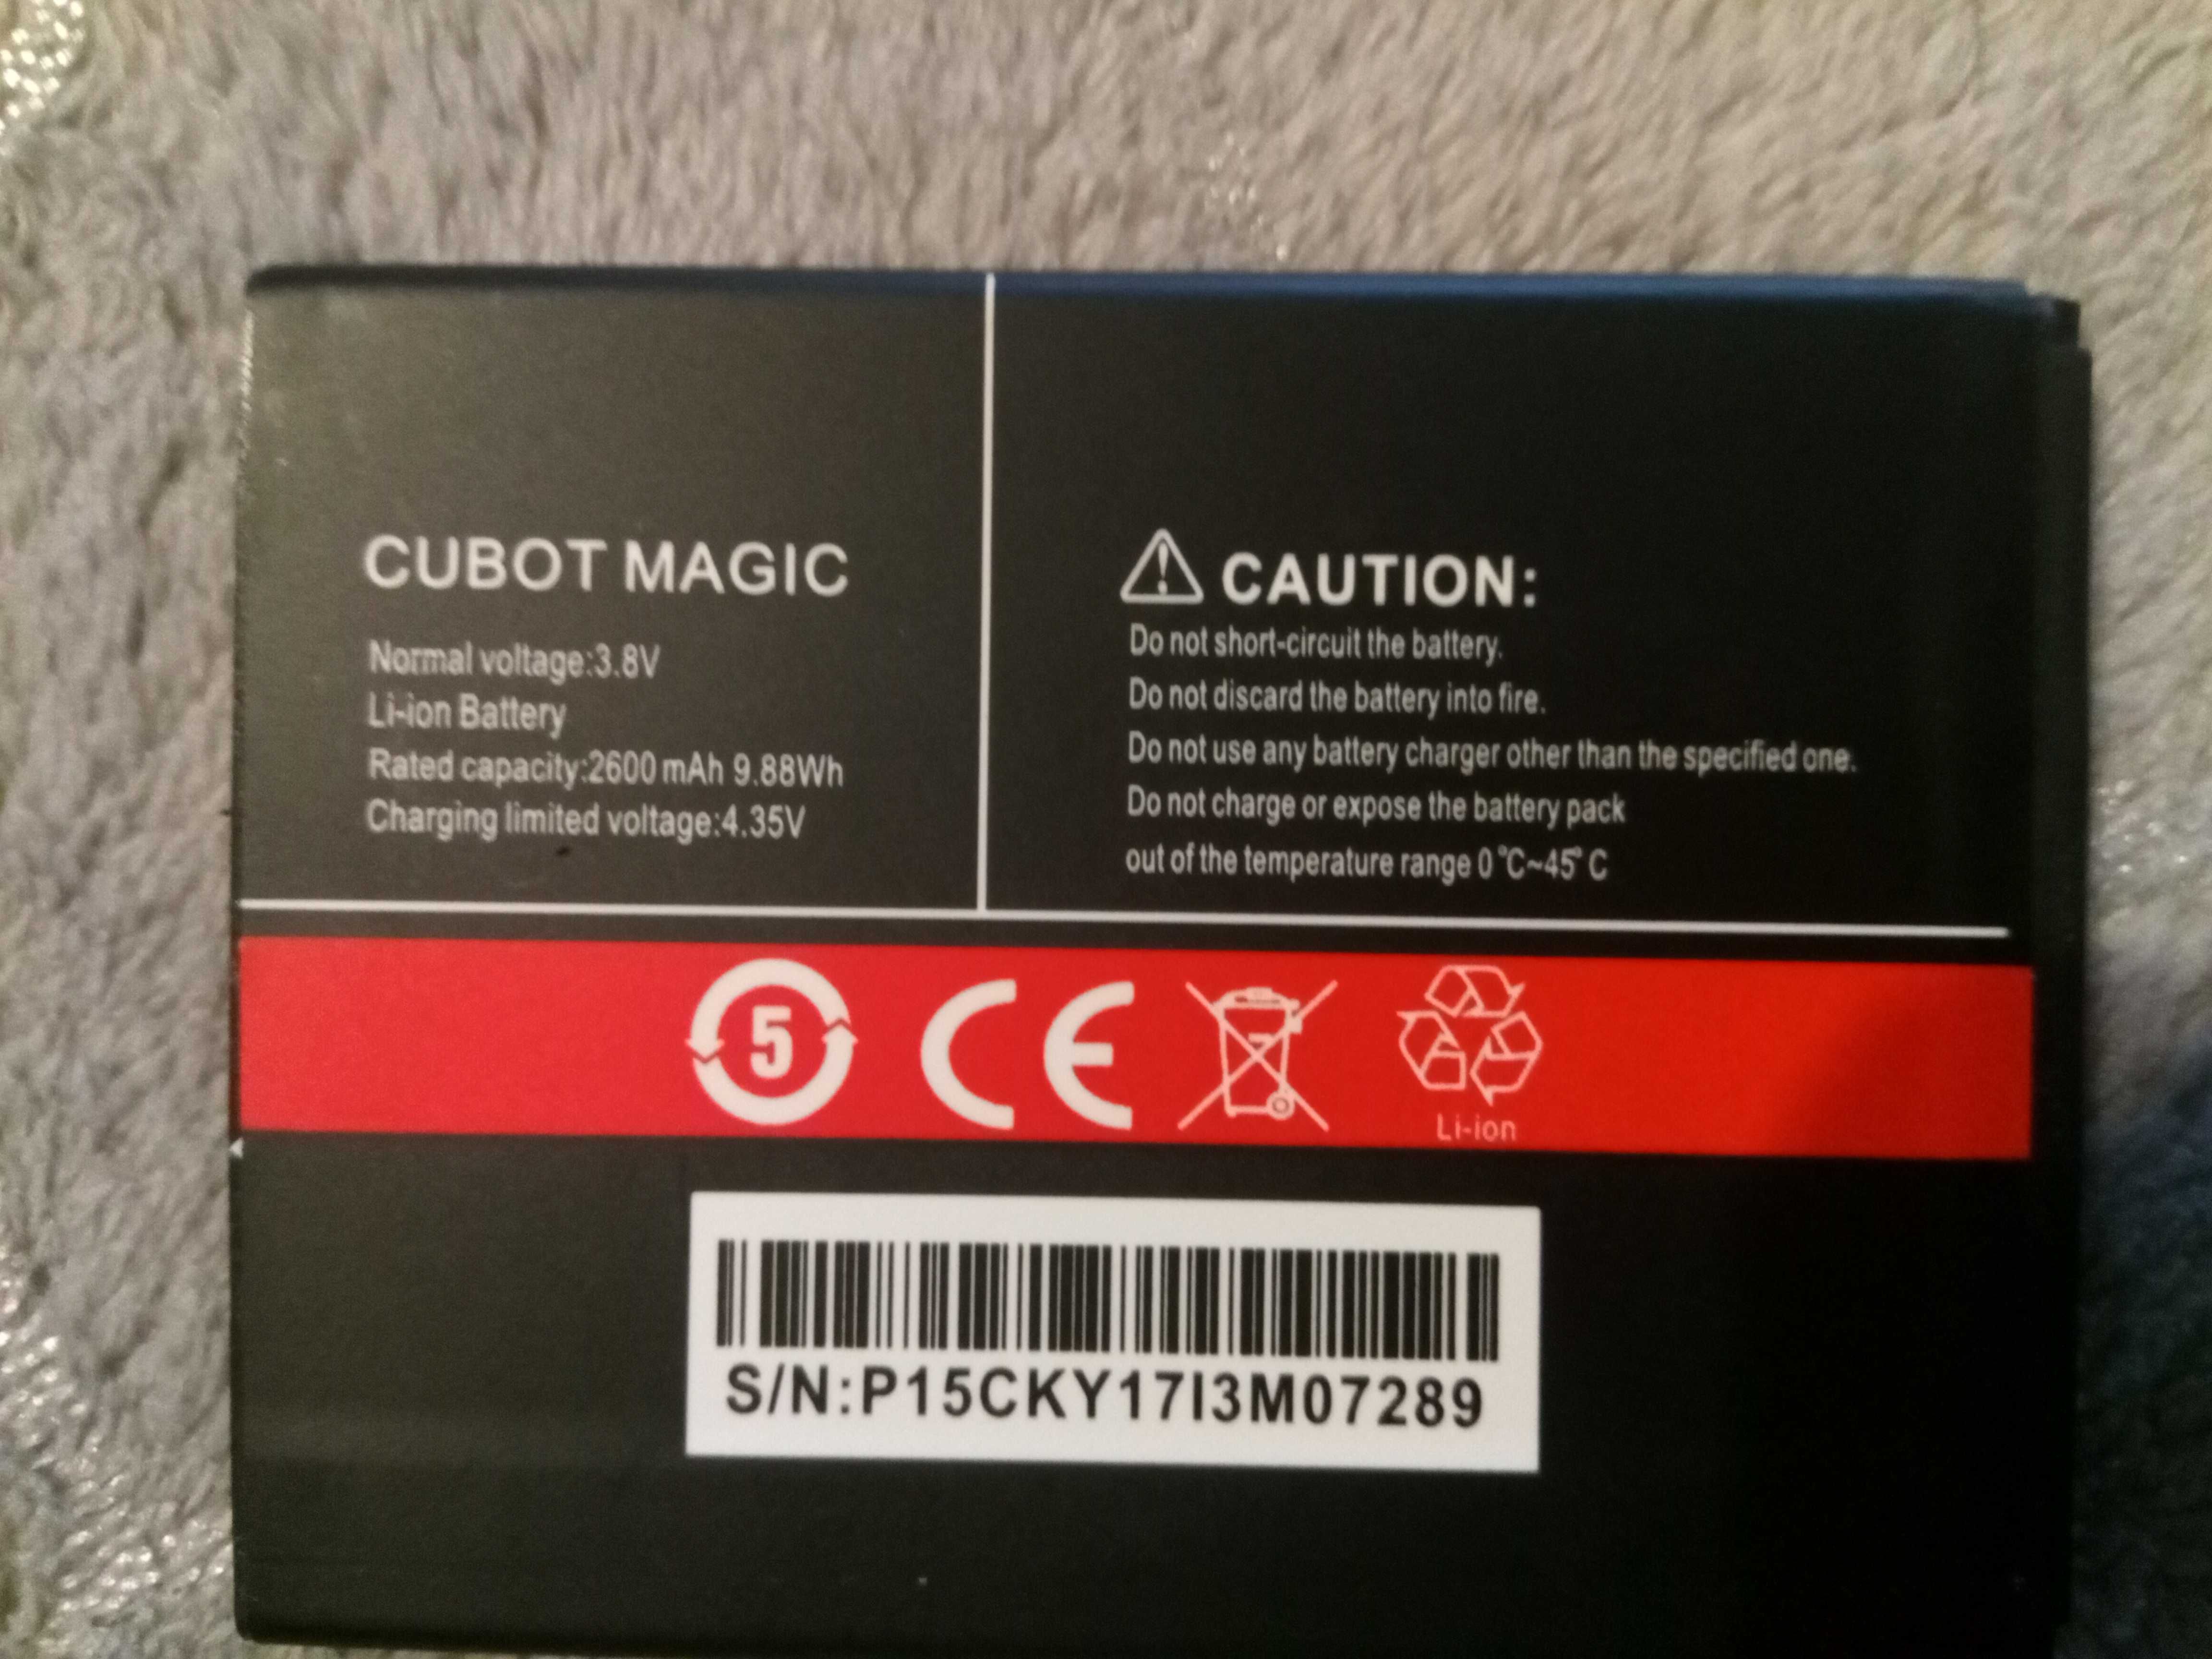 CUBOT MAGIC
Normal voltage:3.8V
Li-ion Battery
Rated capacity:2600 mAh 9.88Wh
Charging limited voltage:4.35V
CAUTION:
Do not short-circuit the battery.
Do not discard the battery into fire.
Do not use any battery charger other than the specified one.
Do not charge or expose the battery pack
out of the temperature range 0°C~45°C
5 CE
Li-ion
S/N:P15CKY17I3M07289